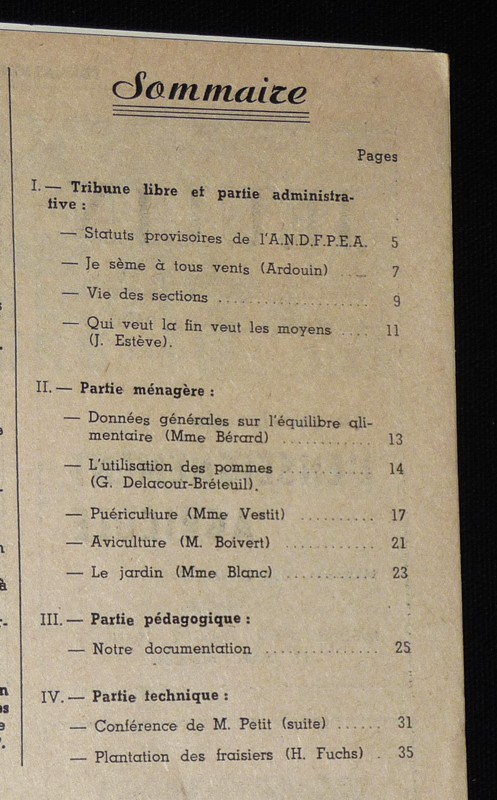 Sommaire
Pages
I. — Tribune libre et partie administra-
tive :
— Statuts provisoires de l'A.N.D.F.P.E.A. 5
— Je sème à tous vents (Ardouin) .... 7
— Vie des sections .................... 9
— Qui veut la fin veut les moyens .... 11
(J. Estève).
II. — Partie ménagère :
— Données générales sur l'équilibre ali-
mentaire (Mme Bérard) ............ 13
— L'utilisation des pommes ............ 14
(G. Delacour-Bréteuil).
— Puériculture (Mme Vestit) .......... 17
— Aviculture (M. Boivert) ............ 21
— Le jardin (Mme Blanc) ............ 23
III. — Partie pédagogique :
— Notre documentation ............... 25
IV. — Partie technique :
— Conférence de M. Petit (suite) ...... 31
— Plantation des fraisiers (H. Fuchs) . 35